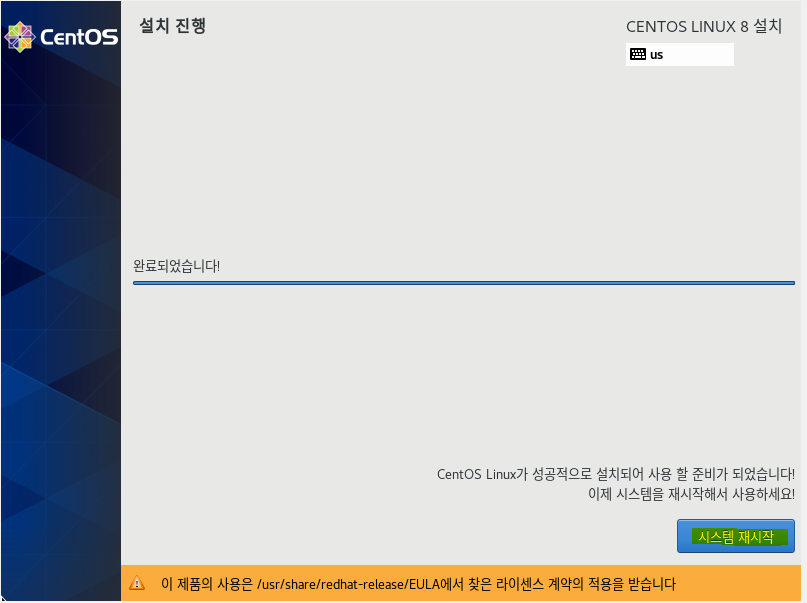 CentOS
설치 진행
CENTOS LINUX 8 설치
us
완료되었습니다!
CentOS Linux가 성공적으로 설치되어 사용 할 준비가 되었습니다!
이제 시스템을 재시작해서 사용하세요!
시스템 재시작
이 제품의 사용은 /usr/share/redhat-release/EULA에서 찾은 라이센스 계약의 적용을 받습니다